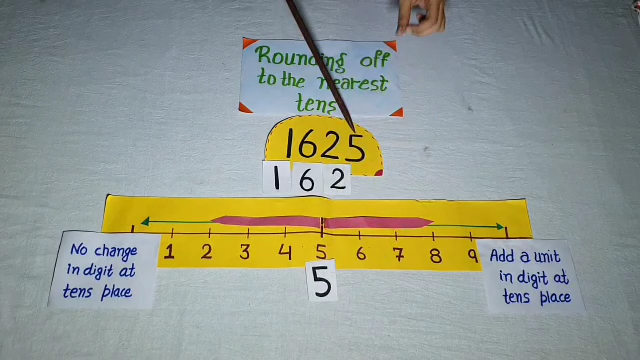 Rounding off
to the nearest
tens
1625
1 6 2
1 2 3 4 5 6 7 8 9
No change
in digit at
tens place
5
Add a unit
in digit at
tens place